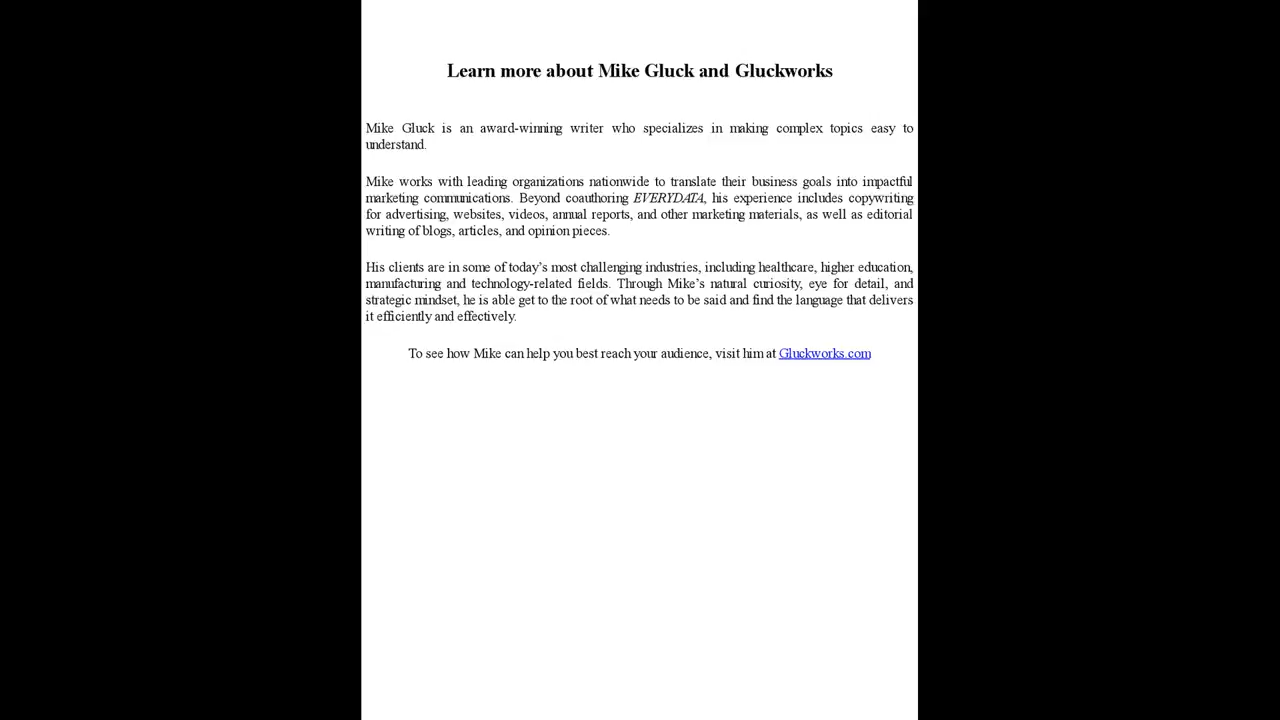 Learn more about Mike Gluck and Gluckworks
Mike Gluck is an award-winning writer who specializes in making complex topics easy to
understand.
Mike works with leading organizations nationwide to translate their business goals into impactful
marketing communications. Beyond coauthoring EVERYDATA, his experience includes copywriting
for advertising, websites, videos, annual reports, and other marketing materials, as well as editorial
writing of blogs, articles, and opinion pieces.
His clients are in some of today’s most challenging industries, including healthcare, higher education,
manufacturing and technology-related fields. Through Mike’s natural curiosity, eye for detail, and
strategic mindset, he is able get to the root of what needs to be said and find the language that delivers
it efficiently and effectively.
To see how Mike can help you best reach your audience, visit him at Gluckworks.com